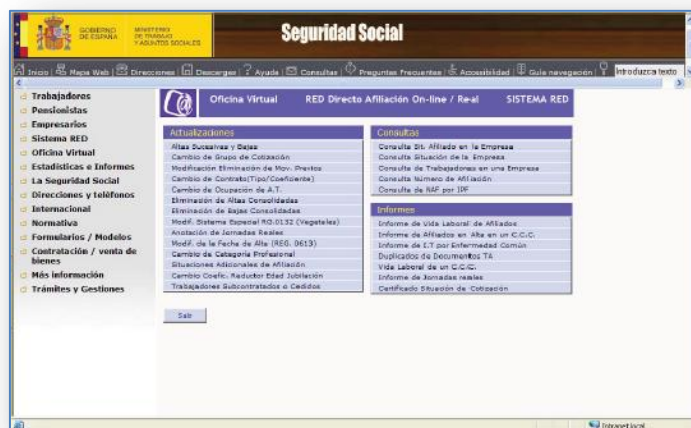 GOBIERNO
DE ESPAÑA
MINISTERIO
DE TRABAJO
Y ASUNTOS SOCIALES
Seguridad Social
Inicio | Mapa Web | Direcciones | Descargas | Ayuda | Consultas | Preguntas Frecuentes | Accesibilidad | Guía navegación | Introduzca texto
Trabajadores
Pensionistas
Empresarios
Sistema RED
Oficina Virtual
Estadísticas e Informes
La Seguridad Social
Direcciones y teléfonos
Internacional
Normativa
Formularios / Modelos
Contratación / venta de
bienes
Más información
Trámites y Gestiones
Oficina Virtual RED Directo Afiliación On-line / Real SISTEMA RED
Actualizaciones
Altas Sucesivas y Bajas
Cambio de Grupo de Cotización
Modificación Eliminación de Mov. Previos
Cambio de Contrato(Tipo/Coeficiente)
Cambio de Ocupación de A.T.
Eliminación de Altas Consolidadas
Eliminación de Bajas Consolidadas
Modif. Sistema Especial RG.0132 (Vegetales)
Anotación de Jornadas Reales
Modif. de la Fecha de Alta (REG. 0613)
Cambio de Categoría Profesional
Situaciones Adicionales de Afiliación
Cambio Coefic. Reductor Edad Jubilación
Trabajadores Subcontratados o Cedidos
Consultas
Consulta Sit. Afiliado en la Empresa
Consulta Situación de la Empresa
Consulta de Trabajadores en una Empresa
Consulta Número de Afiliación
Consulta de NAF por IPF
Informes
Informe de Vida Laboral de Afiliados
Informe de Afiliados en Alta en un C.C.C.
Informe de I.T por Enfermedad Común
Duplicados de Documentos TA
Vida Laboral de un C.C.C.
Informe de Jornadas reales
Certificado Situación de Cotización
Salir
Intranet local